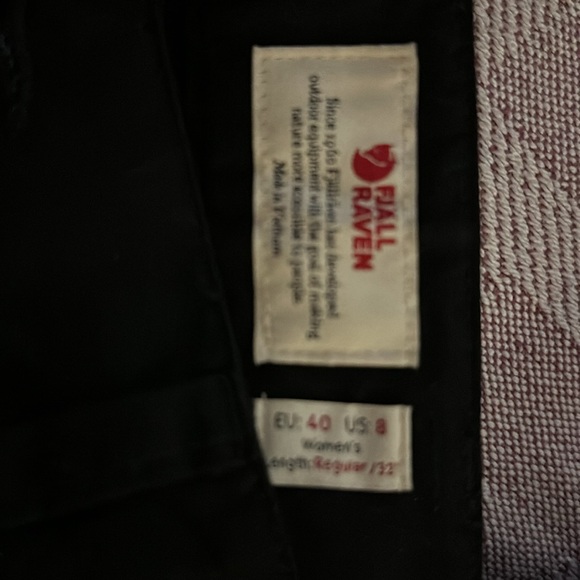 FJALL
RAVEN
Since 1960 Fjällräven has developed
outdoor equipment with the goal of making
nature more accessible to people.
Made in Vietnam
EU: 40 US: 8
Women's
Length: Regular/32"